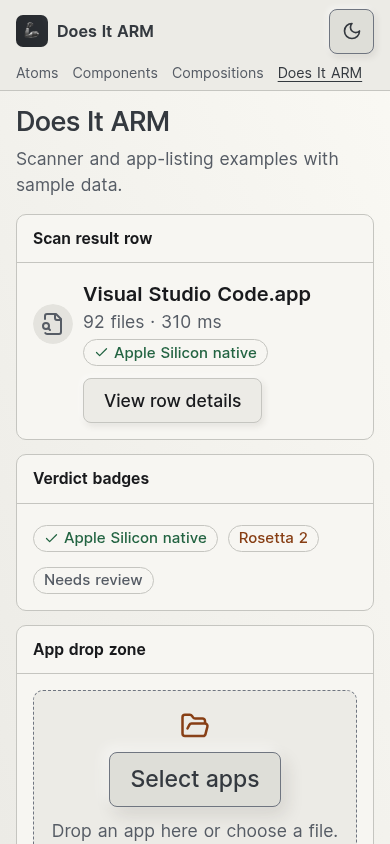 Does It ARM
Atoms Components Compositions Does It ARM
Does It ARM
Scanner and app-listing examples with
sample data.
Scan result row
Visual Studio Code.app
92 files · 310 ms
Apple Silicon native
View row details
Verdict badges
Apple Silicon native Rosetta 2
Needs review
App drop zone
Select apps
Drop an app here or choose a file.